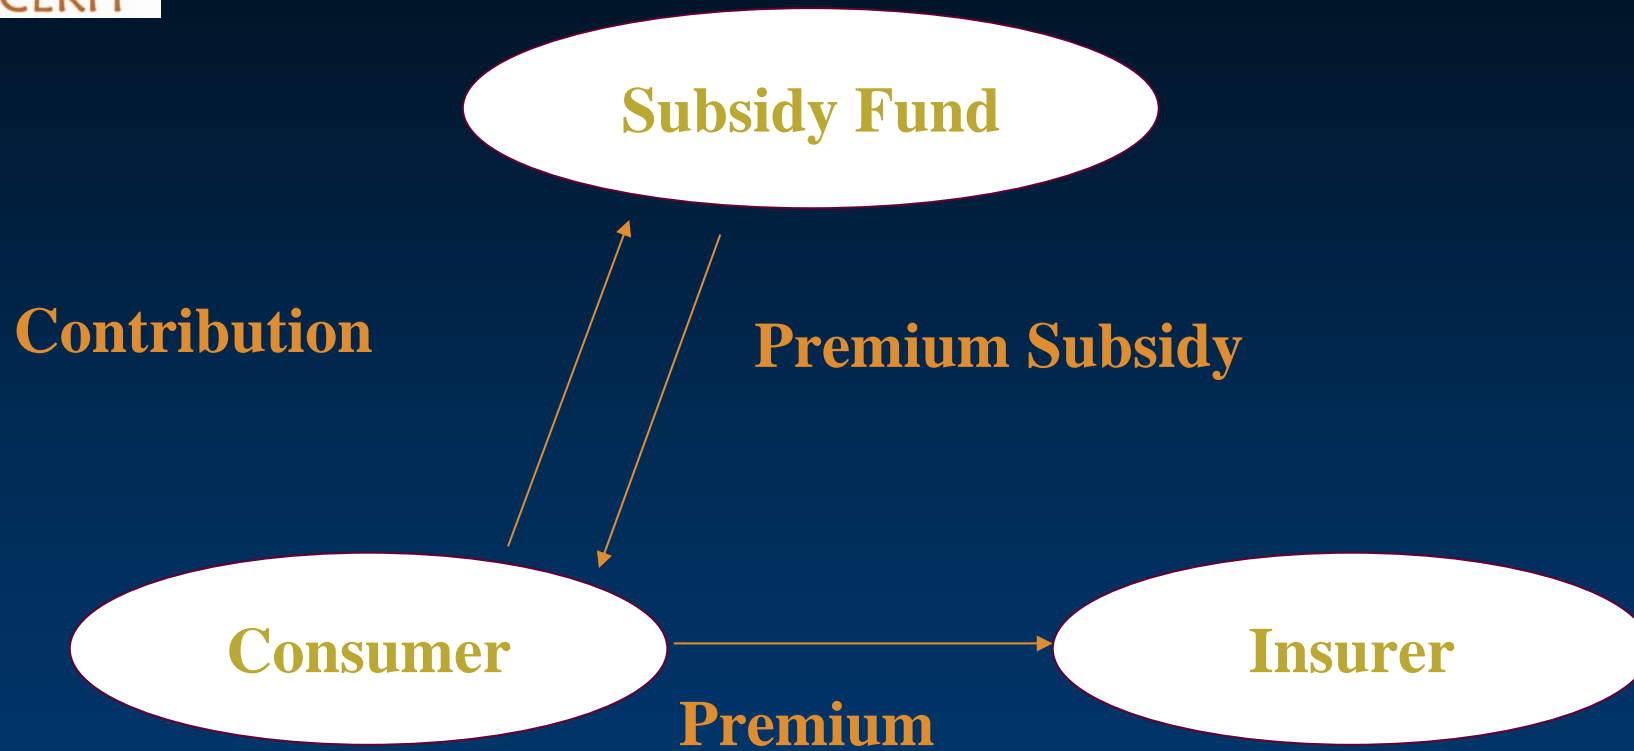 Subsidy Fund
Contribution
Premium Subsidy
Consumer
Insurer
Premium